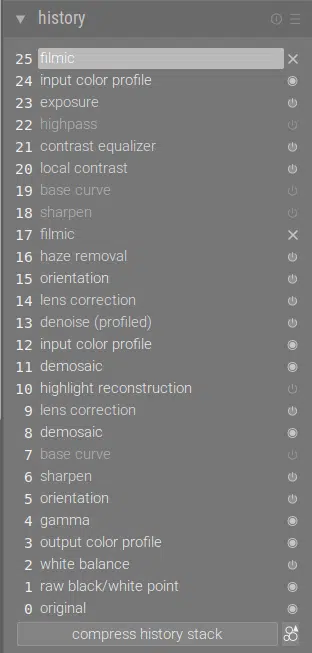 history
25 filmic
24 input color profile
23 exposure
22 highpass
21 contrast equalizer
20 local contrast
19 base curve
18 sharpen
17 filmic
16 haze removal
15 orientation
14 lens correction
13 denoise (profiled)
12 input color profile
11 demosaic
10 highlight reconstruction
9 lens correction
8 demosaic
7 base curve
6 sharpen
5 orientation
4 gamma
3 output color profile
2 white balance
1 raw black/white point
0 original
compress history stack